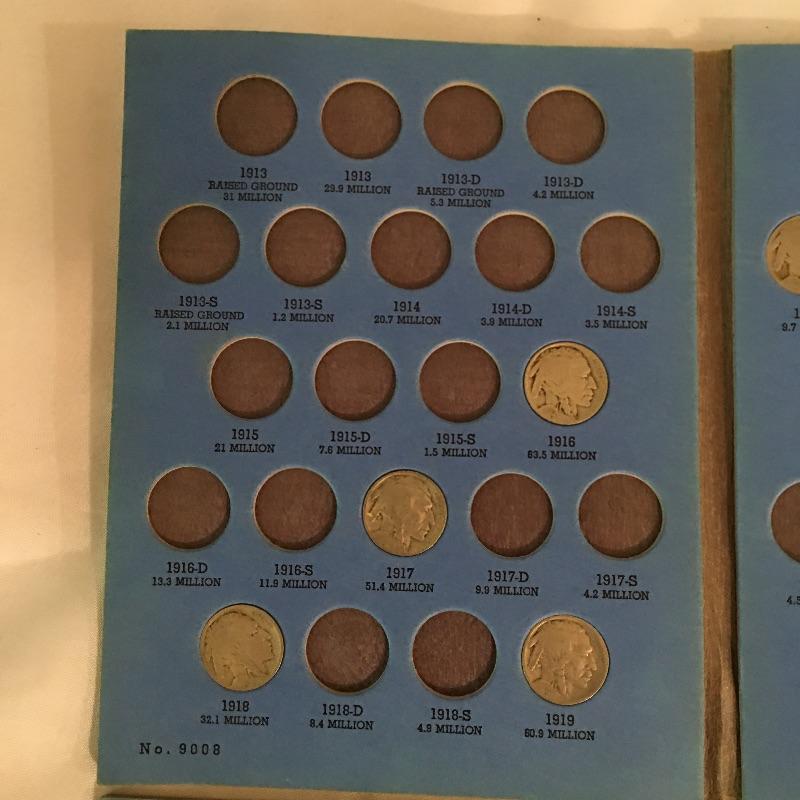 1913
RAISED GROUND
31 MILLION
1913
29.9 MILLION
1913-D
RAISED GROUND
5.3 MILLION
1913-D
4.2 MILLION
1913-S
RAISED GROUND
2.1 MILLION
1913-S
1.2 MILLION
1914
20.7 MILLION
1914-D
3.9 MILLION
1914-S
3.5 MILLION
1915
21 MILLION
1915-D
7.6 MILLION
1915-S
1.5 MILLION
1916
63.5 MILLION
1916-D
13.3 MILLION
1916-S
11.9 MILLION
1917
51.4 MILLION
1917-D
9.9 MILLION
1917-S
4.2 MILLION
1918
32.1 MILLION
1918-D
8.4 MILLION
1918-S
4.9 MILLION
1919
60.9 MILLION
No. 9008
9.7
4.5